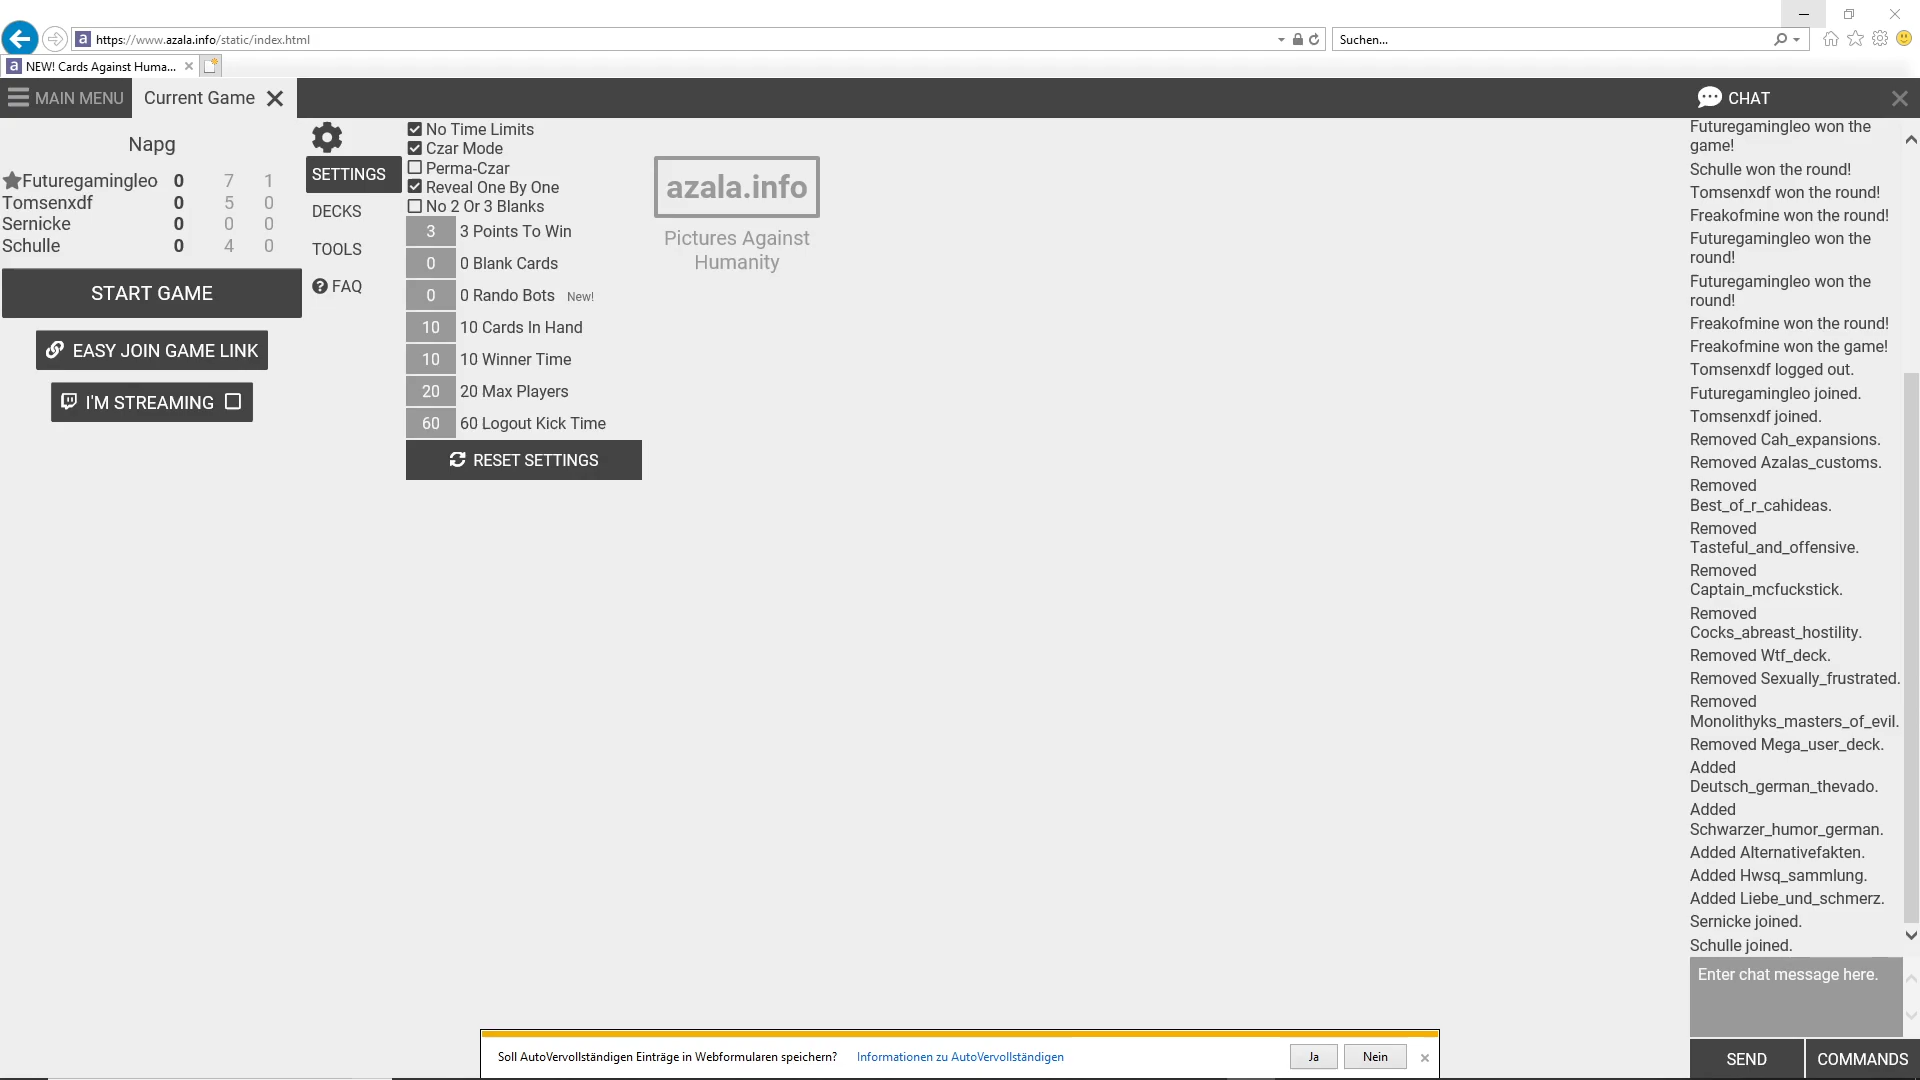 https://www.azala.info/static/index.html
Suchen...
a NEW! Cards Against Huma...
MAIN MENU
Current Game
CHAT
Napg
Futuregamingleo 0 7 1
Tomsenxdf 0 5 0
Sernicke 0 0 0
Schulle 0 4 0
START GAME
EASY JOIN GAME LINK
I'M STREAMING
SETTINGS
DECKS
TOOLS
FAQ
No Time Limits
Czar Mode
Perma-Czar
Reveal One By One
No 2 Or 3 Blanks
3 3 Points To Win
0 0 Blank Cards
0 0 Rando Bots New!
10 10 Cards In Hand
10 10 Winner Time
20 20 Max Players
60 60 Logout Kick Time
RESET SETTINGS
azala.info
Pictures Against
Humanity
Futuregamingleo won the
game!
Schulle won the round!
Tomsenxdf won the round!
Freakofmine won the round!
Futuregamingleo won the
round!
Futuregamingleo won the
round!
Freakofmine won the round!
Freakofmine won the game!
Tomsenxdf logged out.
Futuregamingleo joined.
Tomsenxdf joined.
Removed Cah_expansions.
Removed Azalas_customs.
Removed
Best_of_r_cahideas.
Removed
Tasteful_and_offensive.
Removed
Captain_mcfuckstick.
Removed
Cocks_abreast_hostility.
Removed Wtf_deck.
Removed Sexually_frustrated.
Removed
Monolithyks_masters_of_evil.
Removed Mega_user_deck.
Added
Deutsch_german_thevado.
Added
Schwarzer_humor_german.
Added Alternativefakten.
Added Hwsq_sammlung.
Added Liebe_und_schmerz.
Sernicke joined.
Schulle joined.
Enter chat message here.
SEND
COMMANDS
Soll AutoVervollständigen Einträge in Webformularen speichern?
Informationen zu AutoVervollständigen
Ja
Nein